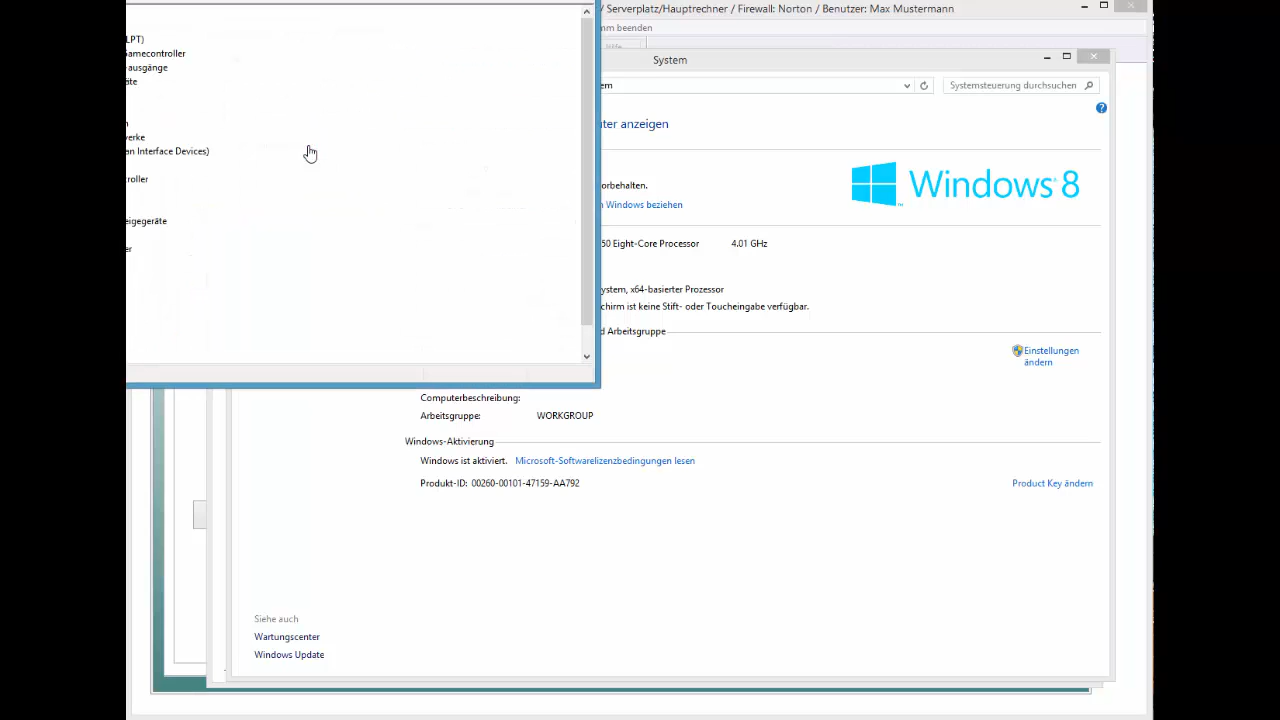 / Serverplatz/Hauptrechner / Firewall: Norton / Benutzer: Max Mustermann
mm beenden
Hilfe
System
em
Systemsteuerung durchsuchen
LPT)
Gamecontroller
-ausgänge
äte
n
werke
an Interface Devices)
troller
eigegeräte
er
uter anzeigen
orbehalten.
n Windows beziehen
Windows 8
50 Eight-Core Processor 4.01 GHz
ystem, x64-basierter Prozessor
chirm ist keine Stift- oder Toucheingabe verfügbar.
d Arbeitsgruppe
Einstellungen
ändern
Computerbeschreibung:
Arbeitsgruppe: WORKGROUP
Windows-Aktivierung
Windows ist aktiviert. Microsoft-Softwarelizenzbedingungen lesen
Produkt-ID: 00260-00101-47159-AA792
Product Key ändern
Siehe auch
Wartungscenter
Windows Update